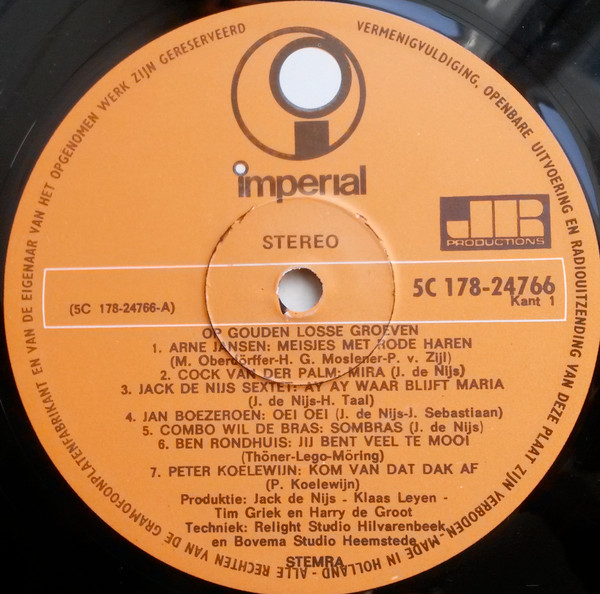 VERMENIGVULDIGING, OPENBARE UITVOERING EN RADIOUITZENDING VAN DEZE PLAAT ZIJN VERBODEN-MADE IN HOLLAND-ALLE RECHTEN VAN DE GRAMOFOONPLATENFABRIKANT EN VAN DE EIGENAAR VAN HET OPGENOMEN WERK ZIJN GERESERVEERD
imperial
JR
PRODUCTIONS
STEREO
5C 178-24766
Kant 1
(5C 178-24766-A)
OP GOUDEN LOSSE GROEVEN
1. ARNE JANSEN: MEISJES MET RODE HAREN
(M. Oberdörffer-H. G. Moslener-P. v. Zijl)
2. COCK VAN DER PALM: MIRA (J. de Nijs)
3. JACK DE NIJS SEXTET: AY AY WAAR BLIJFT MARIA
(J. de Nijs-H. Taal)
4. JAN BOEZEROEN: OEI OEI (J. de Nijs-J. Sebastiaan)
5. COMBO WIL DE BRAS: SOMBRAS (J. de Nijs)
6. BEN RONDHUIS: JIJ BENT VEEL TE MOOI
(Thöner-Lego-Möring)
7. PETER KOELEWIJN: KOM VAN DAT DAK AF
(P. Koelewijn)
Produktie: Jack de Nijs - Klaas Leyen -
Tim Griek en Harry de Groot
Techniek: Relight Studio Hilvarenbeek
en Bovema Studio Heemstede
STEMRA